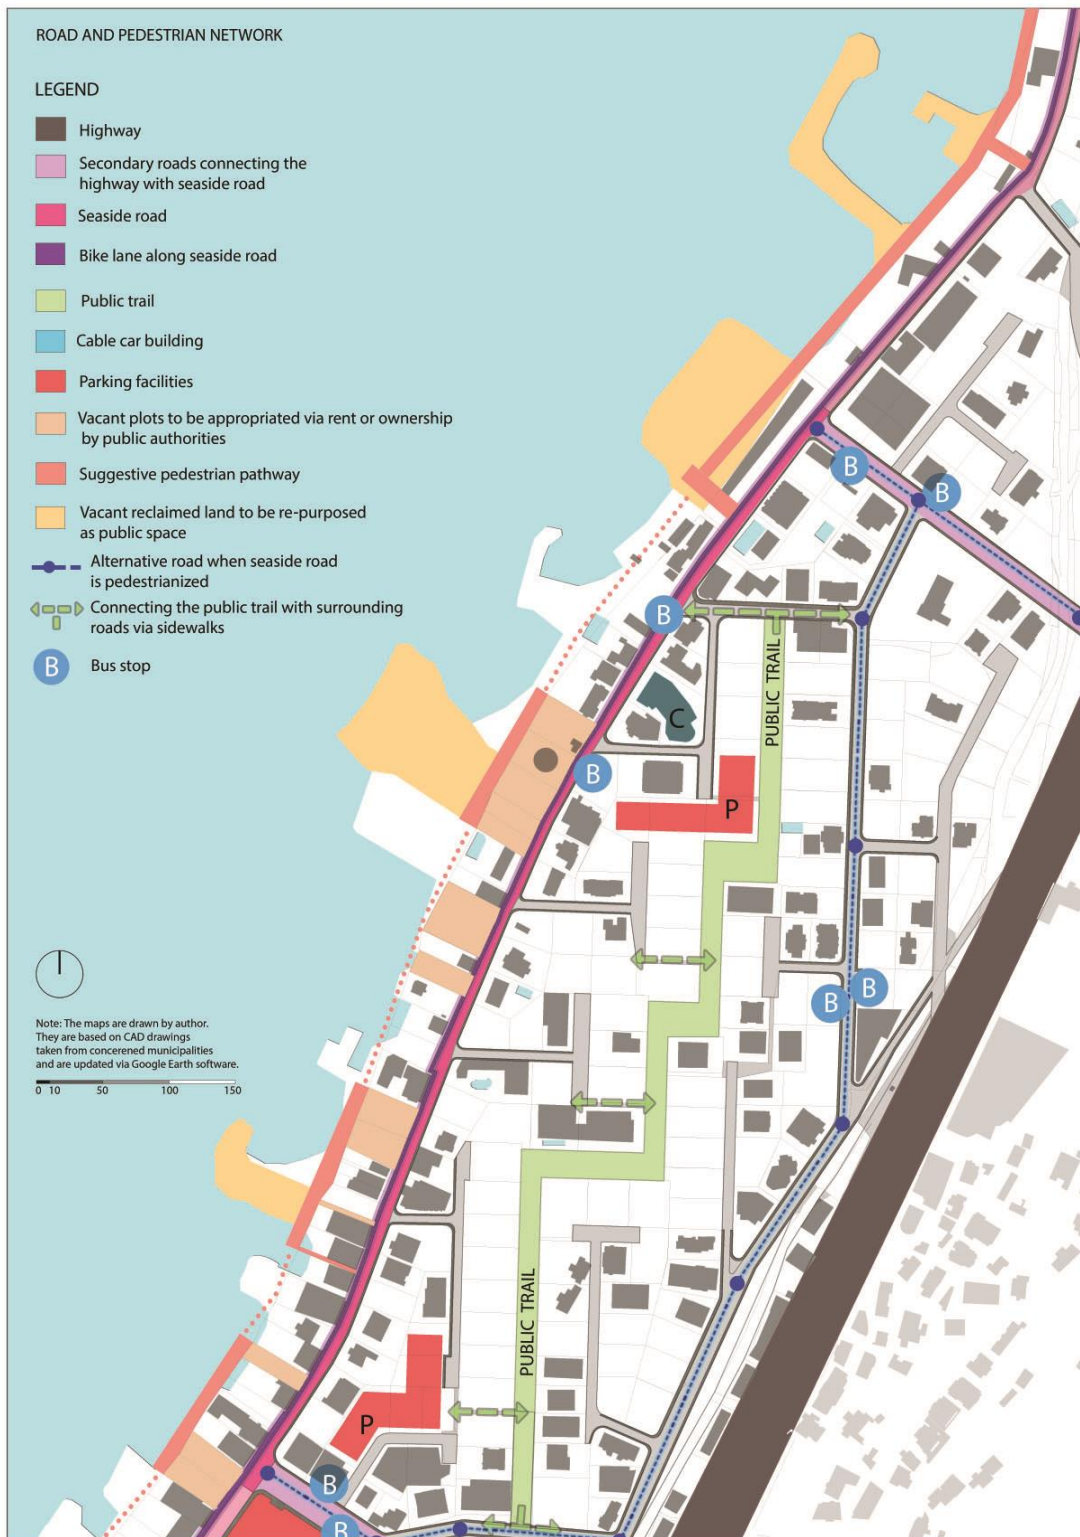 ROAD AND PEDESTRIAN NETWORK
LEGEND
Highway
Secondary roads connecting the
highway with seaside road
Seaside road
Bike lane along seaside road
Public trail
Cable car building
Parking facilities
Vacant plots to be appropriated via rent or ownership
by public authorities
Suggestive pedestrian pathway
Vacant reclaimed land to be re-purposed
as public space
Alternative road when seaside road
is pedestrianized
Connecting the public trail with surrounding
roads via sidewalks
B Bus stop
B
B
B
PUBLIC TRAIL
C
B
P
B
B
Note: The maps are drawn by author.
They are based on CAD drawings
taken from concerened municipalities
and are updated via Google Earth software.
0 10 50 100 150
PUBLIC TRAIL
P
B
B